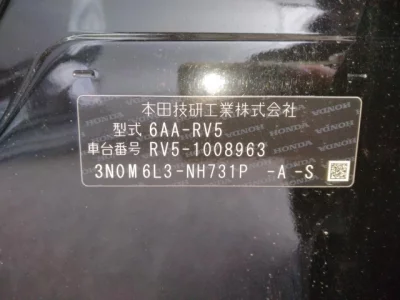 本田技研工業株式会社
型式 6AA-RV5
車台番号 RV5-1008963
3N0M6L3-NH731P -A-S